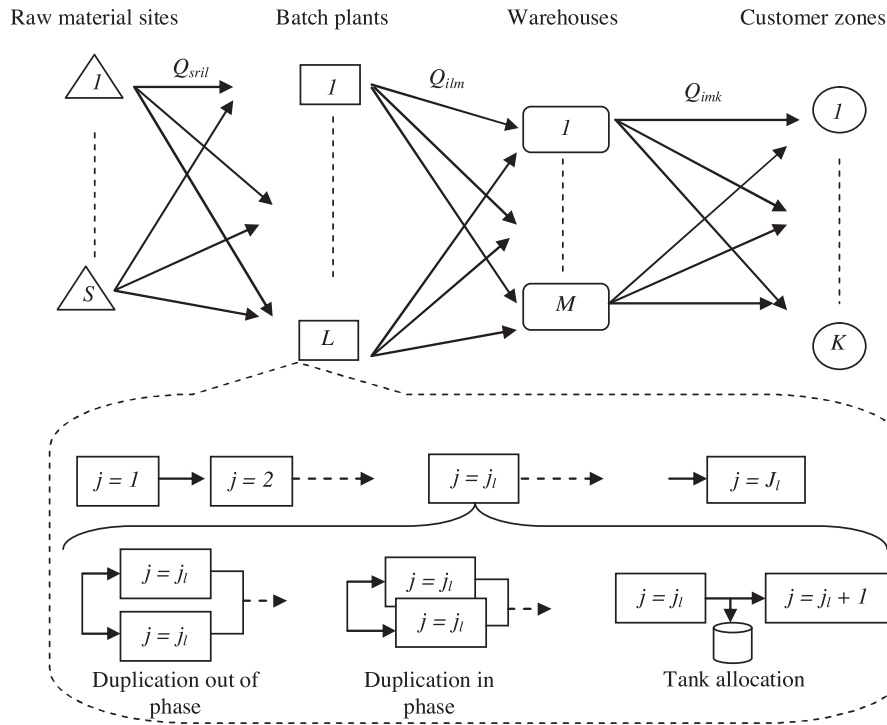 Raw material sites
Batch plants
Warehouses
Customer zones
1
Q_sril
1
Q_ilm
1
Q_imk
1
S
L
M
K
j = 1
j = 2
j = j_l
j = J_l
j = j_l
j = j_l
j = j_l
j = j_l
j = j_l
j = j_l + 1
Duplication out of
phase
Duplication in
phase
Tank allocation